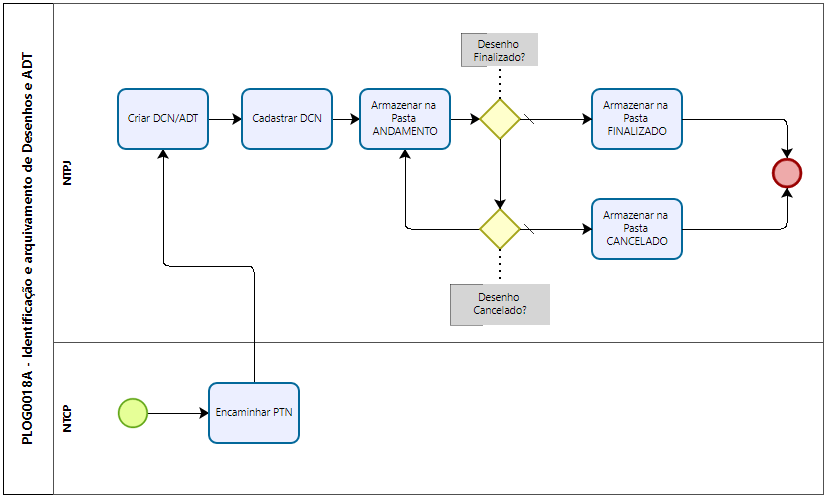 PLOG0018A - Identificação e arquivamento de Desenhos e ADT
NTPJ
Desenho
Finalizado?
Criar DCN/ADT
Cadastrar DCN
Armazenar na
Pasta
ANDAMENTO
Armazenar na
Pasta
FINALIZADO
Armazenar na
Pasta
CANCELADO
Desenho
Cancelado?
NTCP
Encaminhar PTN